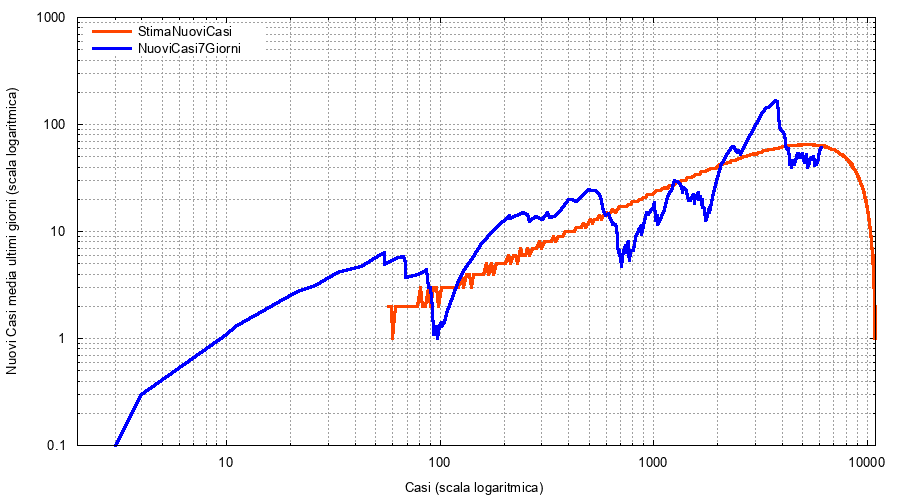 1000
100
10
1
0.1
Nuovi Casi media ultimi giorni (scala logaritmica)
StimaNuoviCasi
NuoviCasi7Giorni
10
100
1000
10000
Casi (scala logaritmica)